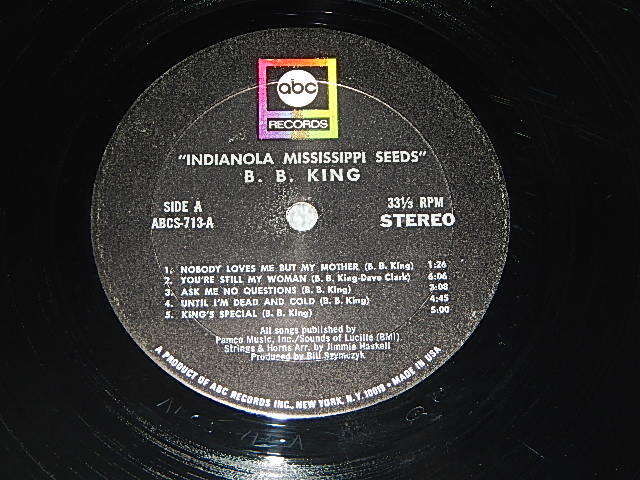 abc
RECORDS
"INDIANOLA MISSISSIPPI SEEDS"
B. B. KING
SIDE A
ABCS-713-A
33⅓ RPM
STEREO
1. NOBODY LOVES ME BUT MY MOTHER (B. B. King) 1:26
2. YOU'RE STILL MY WOMAN (B. B. King-Dave Clark) 6:06
3. ASK ME NO QUESTIONS (B. B. King) 3:08
4. UNTIL I'M DEAD AND COLD (B. B. King) 4:45
5. KING'S SPECIAL (B. B. King) 5:00
All songs published by
Pamco Music, Inc./Sounds of Lucille (BMI).
Strings & Horns Arr. by Jimmie Haskell
Produced by Bill Szymczyk
A PRODUCT OF ABC RECORDS INC., NEW YORK, N.Y. 10019 • MADE IN USA